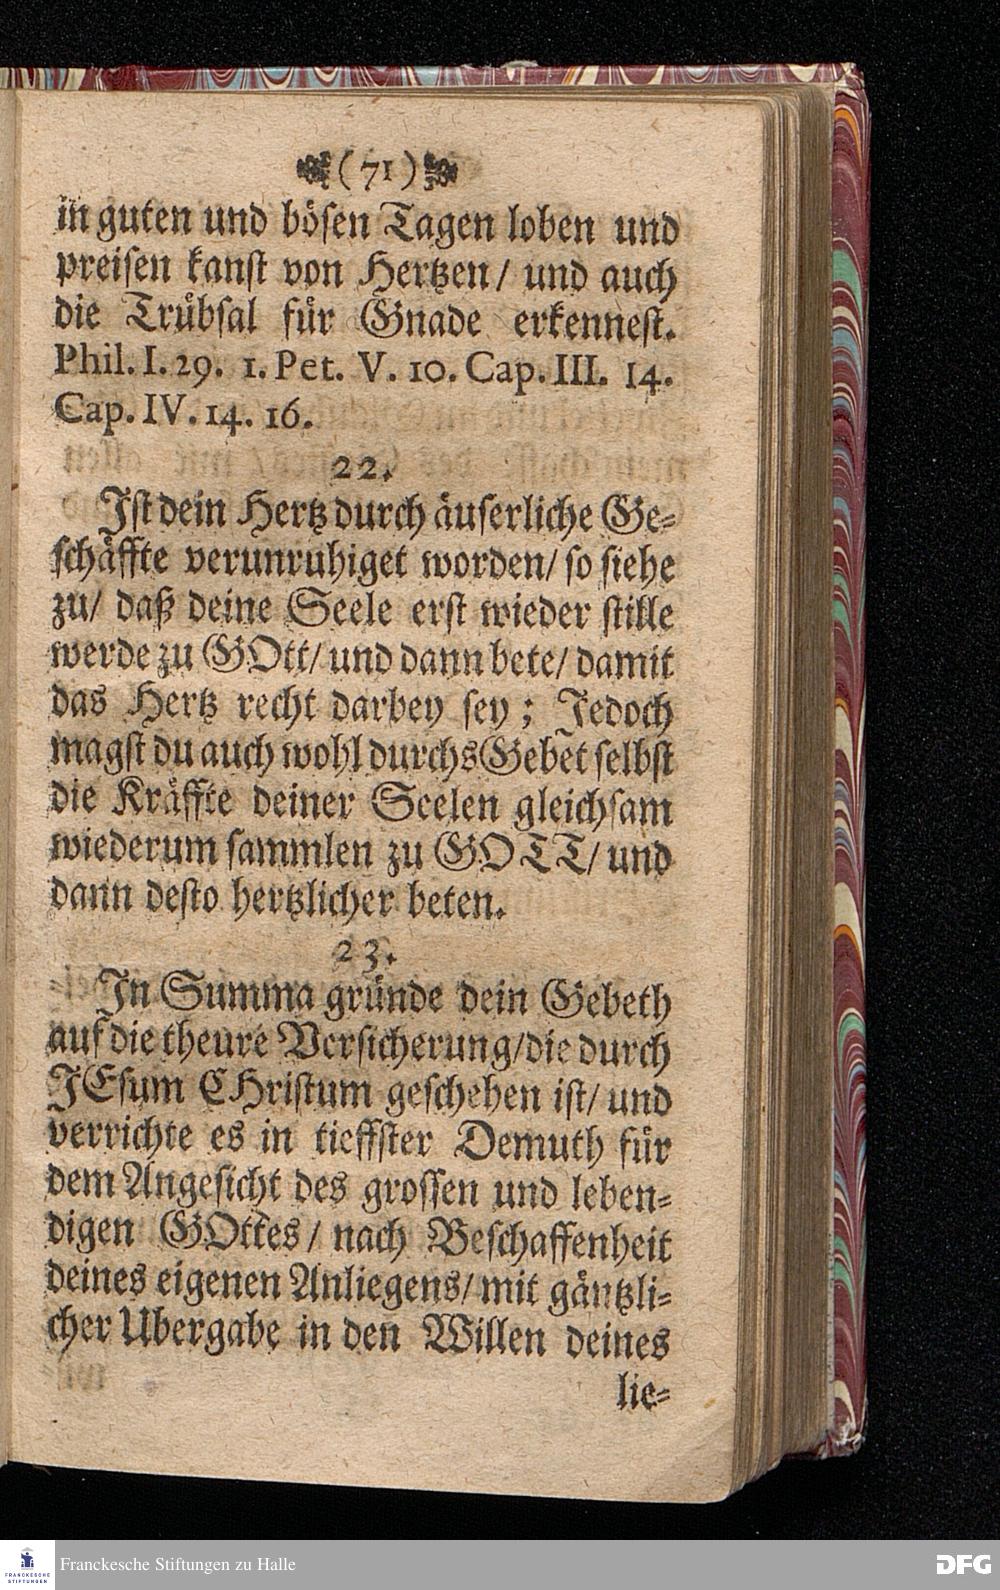 (71)
in guten und bösen Tagen loben und
preisen kanst von Hertzen/ und auch
die Trübsal für Gnade erkennest.
Phil. I. 29. 1. Pet. V. 10. Cap. III. 14.
Cap. IV. 14. 16.
22.
Ist dein Hertz durch äuserliche Ge-
schäffte verunruhiget worden/ so siehe
zu/ daß deine Seele erst wieder stille
werde zu GOtt/ und dann bete/ damit
das Hertz recht darbey sey; Jedoch
magst du auch wohl durchs Gebet selbst
die Kräffte deiner Seelen gleichsam
wiederum sammlen zu GOTT/ und
dann desto hertzlicher beten.
23.
In Summa gründe dein Gebeth
auf die theure Versicherung/ die durch
JEsum CHristum geschehen ist/ und
verrichte es in tieffster Demuth für
dem Angesicht des grossen und leben-
digen GOttes/ nach Beschaffenheit
deines eigenen Anliegens/ mit gäntzli-
cher Ubergabe in den Willen deines
lie-
Franckesche Stiftungen zu Halle
FRANCKESCHE
STIFTUNGEN
DFG